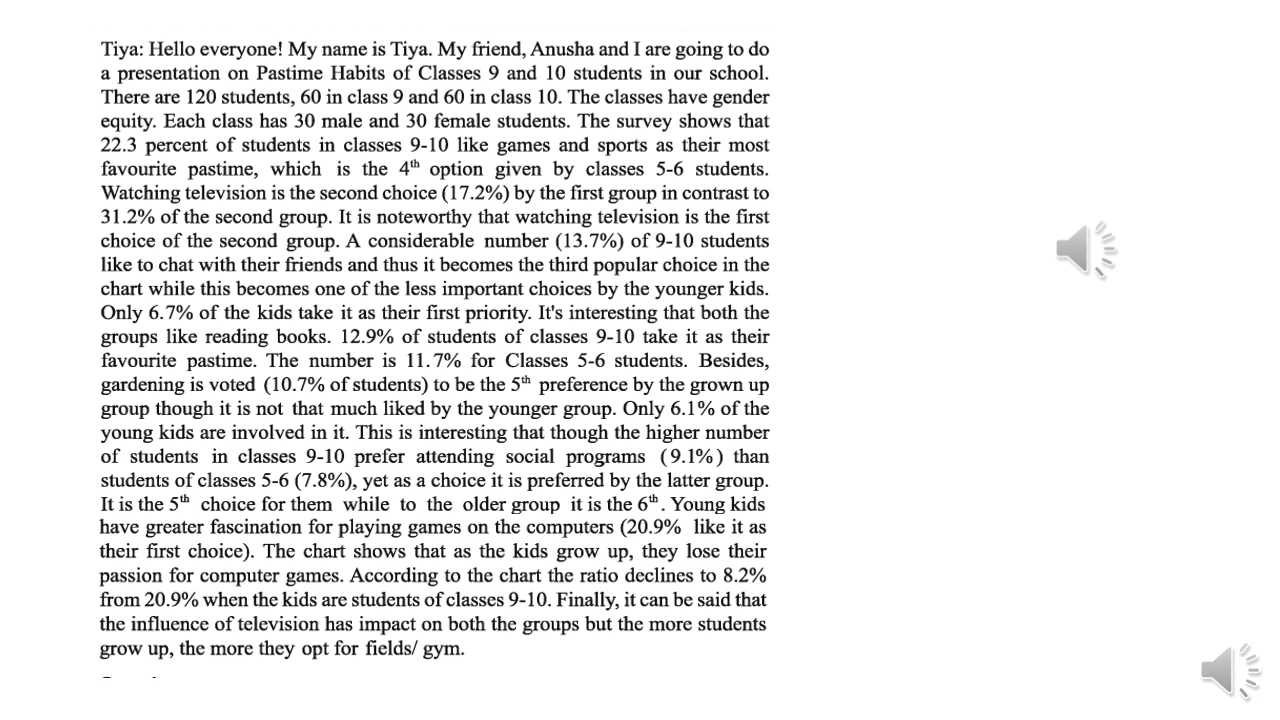 Tiya: Hello everyone! My name is Tiya. My friend, Anusha and I are going to do
a presentation on Pastime Habits of Classes 9 and 10 students in our school.
There are 120 students, 60 in class 9 and 60 in class 10. The classes have gender
equity. Each class has 30 male and 30 female students. The survey shows that
22.3 percent of students in classes 9-10 like games and sports as their most
favourite pastime, which is the 4th option given by classes 5-6 students.
Watching television is the second choice (17.2%) by the first group in contrast to
31.2% of the second group. It is noteworthy that watching television is the first
choice of the second group. A considerable number (13.7%) of 9-10 students
like to chat with their friends and thus it becomes the third popular choice in the
chart while this becomes one of the less important choices by the younger kids.
Only 6.7% of the kids take it as their first priority. It's interesting that both the
groups like reading books. 12.9% of students of classes 9-10 take it as their
favourite pastime. The number is 11.7% for Classes 5-6 students. Besides,
gardening is voted (10.7% of students) to be the 5th preference by the grown up
group though it is not that much liked by the younger group. Only 6.1% of the
young kids are involved in it. This is interesting that though the higher number
of students in classes 9-10 prefer attending social programs (9.1%) than
students of classes 5-6 (7.8%), yet as a choice it is preferred by the latter group.
It is the 5th choice for them while to the older group it is the 6th. Young kids
have greater fascination for playing games on the computers (20.9% like it as
their first choice). The chart shows that as the kids grow up, they lose their
passion for computer games. According to the chart the ratio declines to 8.2%
from 20.9% when the kids are students of classes 9-10. Finally, it can be said that
the influence of television has impact on both the groups but the more students
grow up, the more they opt for fields/ gym.